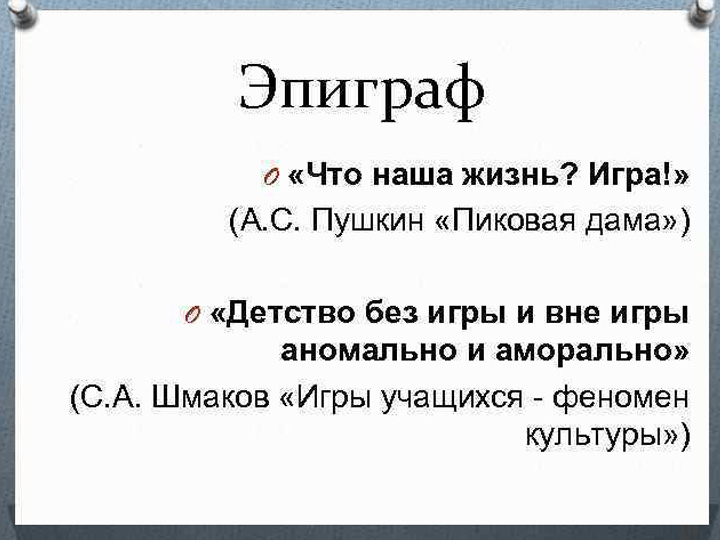 Эпиграф
O «Что наша жизнь? Игра!»
(А. С. Пушкин «Пиковая дама» )
O «Детство без игры и вне игры
аномально и аморально»
(С. А. Шмаков «Игры учащихся - феномен
культуры» )